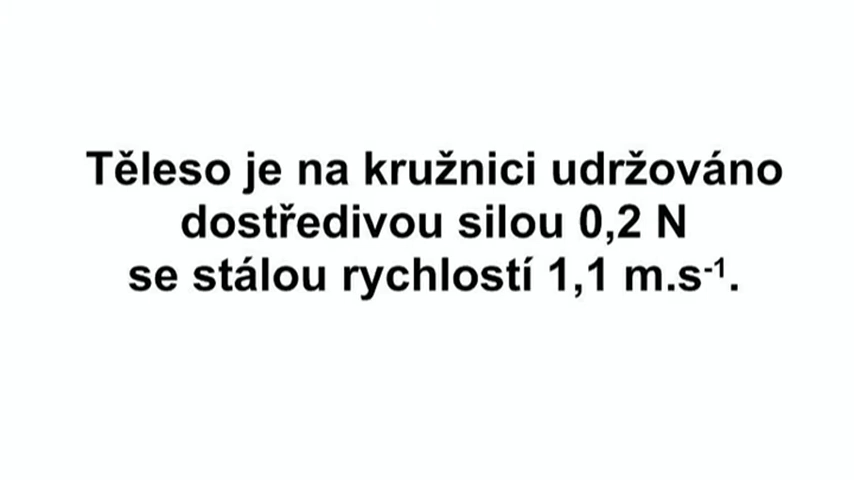 Těleso je na kružnici udržováno
dostředivou silou 0,2 N
se stálou rychlostí 1,1 m.s⁻¹.